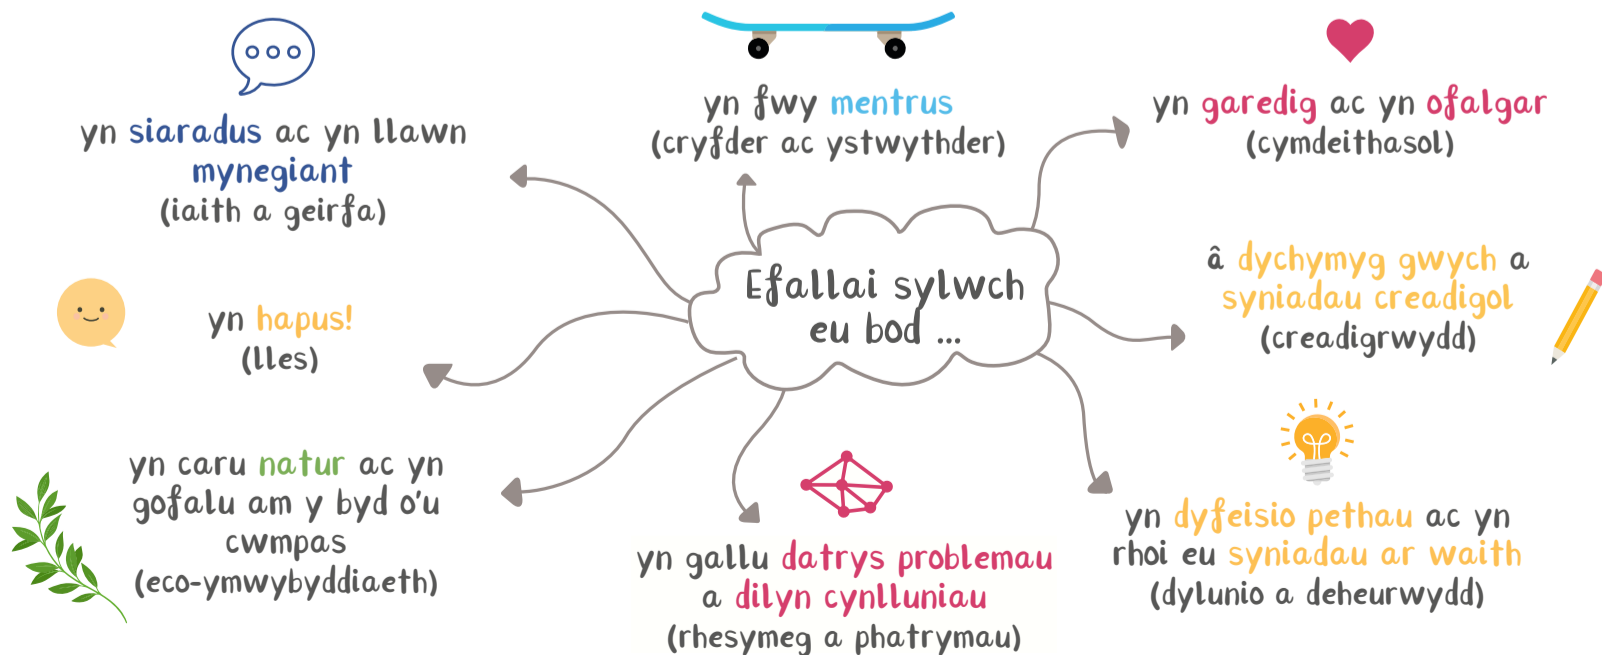 yn siaradus ac yn llawn
mynegiant
(iaith a geirfa)
yn fwy mentrus
(cryfder ac ystwythder)
yn garedig ac yn ofalgar
(cymdeithasol)
Efallai sylwch
eu bod ...
yn hapus!
(lles)
â dychymyg gwych a
syniadau creadigol
(creadigrwydd)
yn caru natur ac yn
gofalu am y byd o'u
cwmpas
(eco-ymwybyddiaeth)
yn gallu datrys problemau
a dilyn cynlluniau
(rhesymeg a phatrymau)
yn dyfeisio pethau ac yn
rhoi eu syniadau ar waith
(dylunio a deheurwydd)